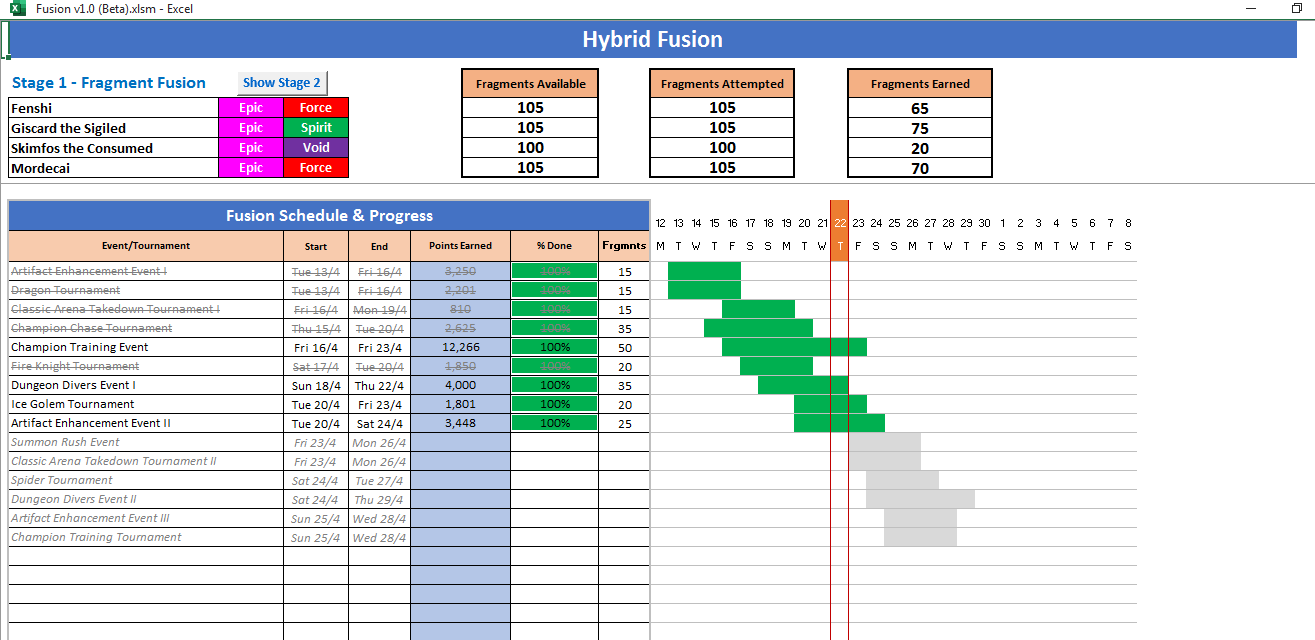 Fusion v1.0 (Beta).xlsm - Excel
Hybrid Fusion
Stage 1 - Fragment Fusion Show Stage 2 Fragments Available Fragments Attempted Fragments Earned
Fenshi Epic Force 105 105 65
Giscard the Sigiled Epic Spirit 105 105 75
Skimfos the Consumed Epic Void 100 100 20
Mordecai Epic Force 105 105 70
Fusion Schedule & Progress 12 13 14 15 16 17 18 19 20 21 22 23 24 25 26 27 28 29 30 1 2 3 4 5 6 7 8
Event/Tournament Start End Points Earned % Done Frgmnts M T W T F S S M T W T F S S M T W T F S S M T W T F S
Artifact Enhancement Event I Tue 13/4 Fri 16/4 3,250 100% 15
Dragon Tournament Tue 13/4 Fri 16/4 2,201 100% 15
Classic Arena Takedown Tournament I Fri 16/4 Mon 19/4 810 100% 15
Champion Chase Tournament Thu 15/4 Tue 20/4 2,625 100% 35
Champion Training Event Fri 16/4 Fri 23/4 12,266 100% 50
Fire Knight Tournament Sat 17/4 Tue 20/4 1,850 100% 20
Dungeon Divers Event I Sun 18/4 Thu 22/4 4,000 100% 35
Ice Golem Tournament Tue 20/4 Fri 23/4 1,801 100% 20
Artifact Enhancement Event II Tue 20/4 Sat 24/4 3,448 100% 25
Summon Rush Event Fri 23/4 Mon 26/4
Classic Arena Takedown Tournament II Fri 23/4 Mon 26/4
Spider Tournament Sat 24/4 Tue 27/4
Dungeon Divers Event II Sat 24/4 Thu 29/4
Artifact Enhancement Event III Sun 25/4 Wed 28/4
Champion Training Tournament Sun 25/4 Wed 28/4